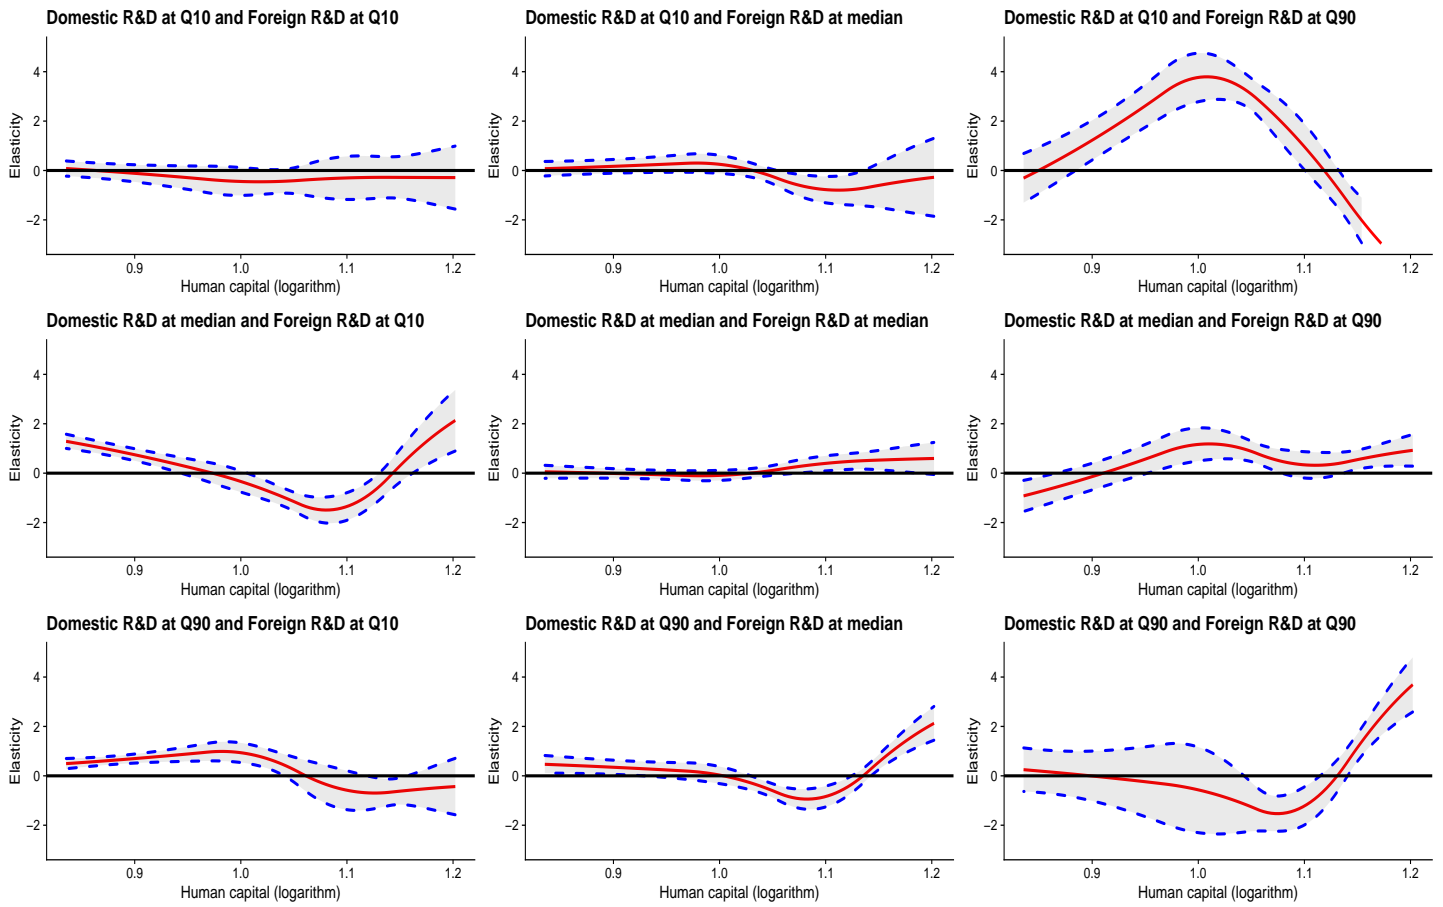 Domestic R&D at Q10 and Foreign R&D at Q10
Elasticity
4
2
0
−2
0.9 1.0 1.1 1.2
Human capital (logarithm)
Domestic R&D at Q10 and Foreign R&D at median
Elasticity
4
2
0
−2
0.9 1.0 1.1 1.2
Human capital (logarithm)
Domestic R&D at Q10 and Foreign R&D at Q90
Elasticity
4
2
0
−2
0.9 1.0 1.1 1.2
Human capital (logarithm)
Domestic R&D at median and Foreign R&D at Q10
Elasticity
4
2
0
−2
0.9 1.0 1.1 1.2
Human capital (logarithm)
Domestic R&D at median and Foreign R&D at median
Elasticity
4
2
0
−2
0.9 1.0 1.1 1.2
Human capital (logarithm)
Domestic R&D at median and Foreign R&D at Q90
Elasticity
4
2
0
−2
0.9 1.0 1.1 1.2
Human capital (logarithm)
Domestic R&D at Q90 and Foreign R&D at Q10
Elasticity
4
2
0
−2
0.9 1.0 1.1 1.2
Human capital (logarithm)
Domestic R&D at Q90 and Foreign R&D at median
Elasticity
4
2
0
−2
0.9 1.0 1.1 1.2
Human capital (logarithm)
Domestic R&D at Q90 and Foreign R&D at Q90
Elasticity
4
2
0
−2
0.9 1.0 1.1 1.2
Human capital (logarithm)